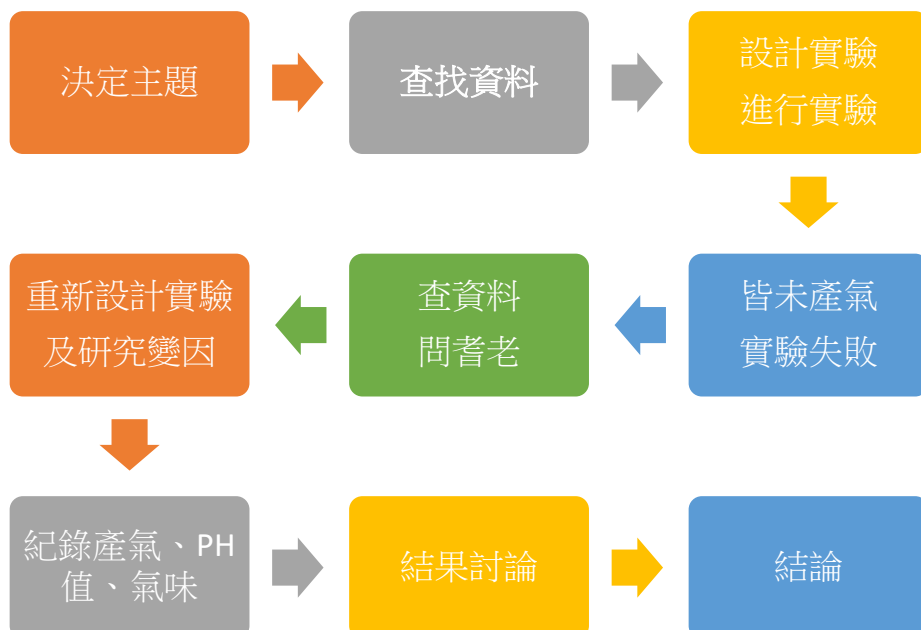 決定主題
查找資料
設計實驗
進行實驗
皆未產氣
實驗失敗
查資料
問耆老
重新設計實驗
及研究變因
紀錄產氣、PH
值、氣味
結果討論
結論